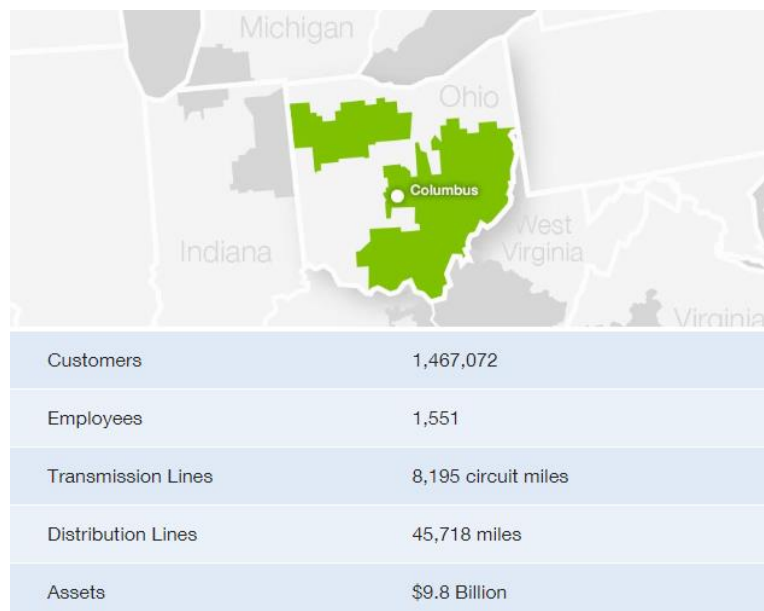 Michigan
Ohio
Columbus
Indiana
West
Virginia
Virginia
Customers 1,467,072
Employees 1,551
Transmission Lines 8,195 circuit miles
Distribution Lines 45,718 miles
Assets $9.8 Billion